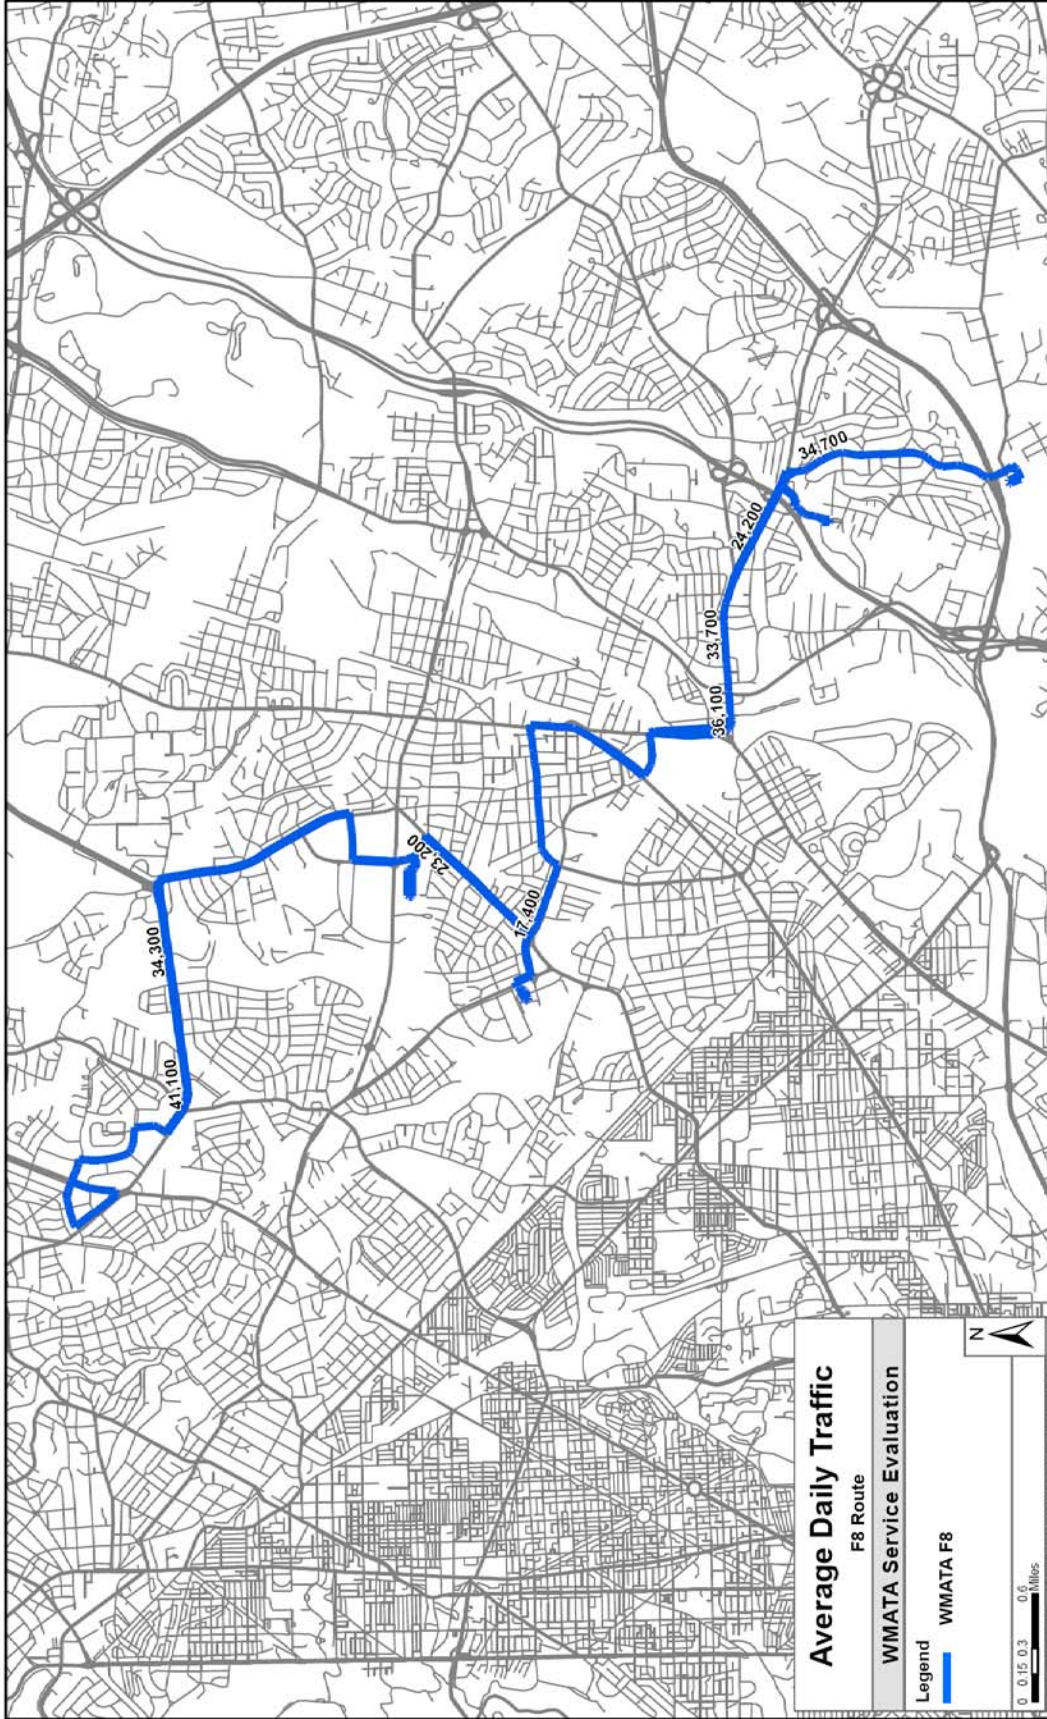 41,100
34,300
23,200
17,400
36,100
33,700
24,200
34,700
Average Daily Traffic
F8 Route
WMATA Service Evaluation
Legend
WMATA F8
N
0 0.15 0.3 0.6
Miles